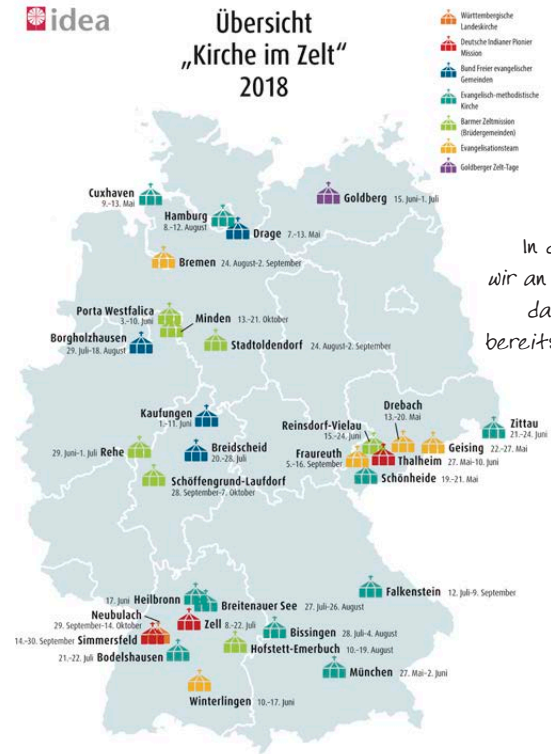 idea
Übersicht
„Kirche im Zelt“
2018
Württembergische
Landeskirche
Deutsche Indianer Pionier
Mission
Bund Freier evangelischer
Gemeinden
Evangelisch-methodistische
Kirche
Barmer Zeltmission
(Brüdergemeinden)
Evangelisationsteam
Goldberger Zelt-Tage
Cuxhaven
9.-13. Mai
Hamburg
8.-12. August
Drage 7.-13. Mai
Goldberg 15. Juni-1. Juli
Bremen 24. August-2. September
In
wir an
da
bereits
Porta Westfalica
3.-10. Juni
Minden 13.-21. Oktober
Borgholzhausen
29. Juli-18. August
Stadtoldendorf 24. August-2. September
Kaufungen
1.-11. Juni
Drebach
13.-20. Mai
Reinsdorf-Vielau
15.-24. Juni
Zittau
21.-24. Juni
29. Juni-1. Juli Rehe
Breidscheid
20.-28. Juli
Fraureuth
5.-16. September
Geising 22.-27. Mai
Thalheim 27. Mai-10. Juni
Schöffengrund-Laufdorf
28. September-7. Oktober
Schönheide 19.-21. Mai
17. Juni Heilbronn
Breitenauer See 27. Juli-26. August
Falkenstein 12. Juli-9. September
Neubulach
29. September-14. Oktober
Zell 8.-22. Juli
14.-30. September Simmersfeld
Bissingen 28. Juli-4. August
21.-22. Juli Bodelshausen
Hofstett-Emerbuch 10.-19. August
München 27. Mai-2. Juni
Winterlingen 10.-17. Juni